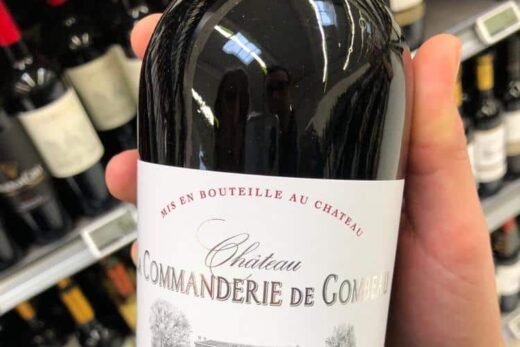 MIS EN BOUTEILLE AU CHATEAU
Château
COMMANDERIE DE GOMBEAU